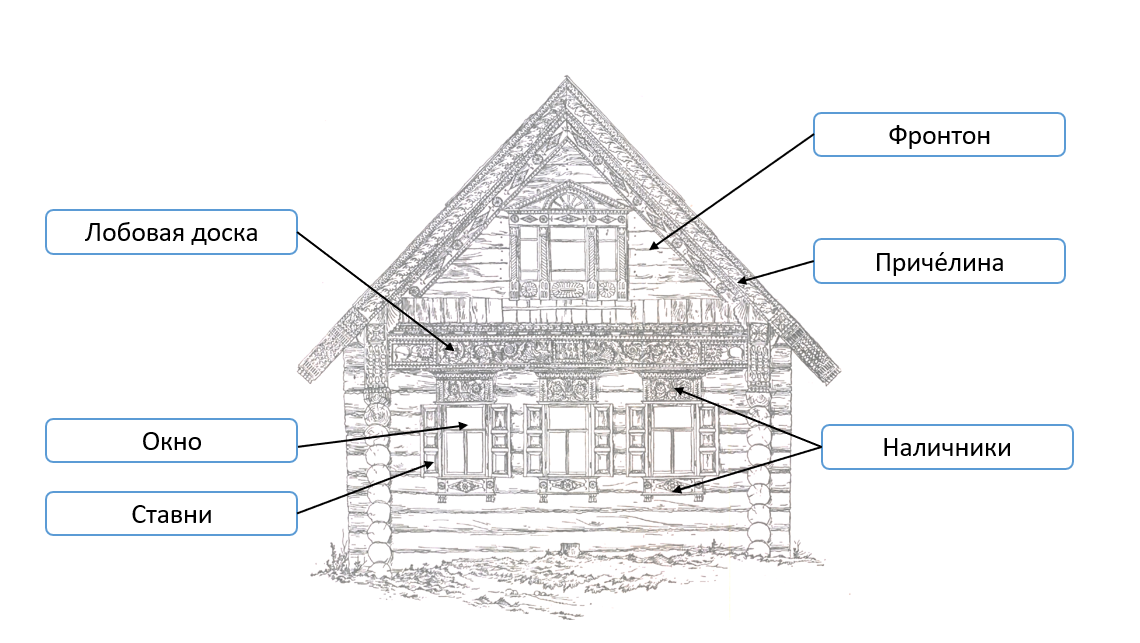 Фронтон
Лобовая доска
Приче́лина
Окно
Наличники
Ставни